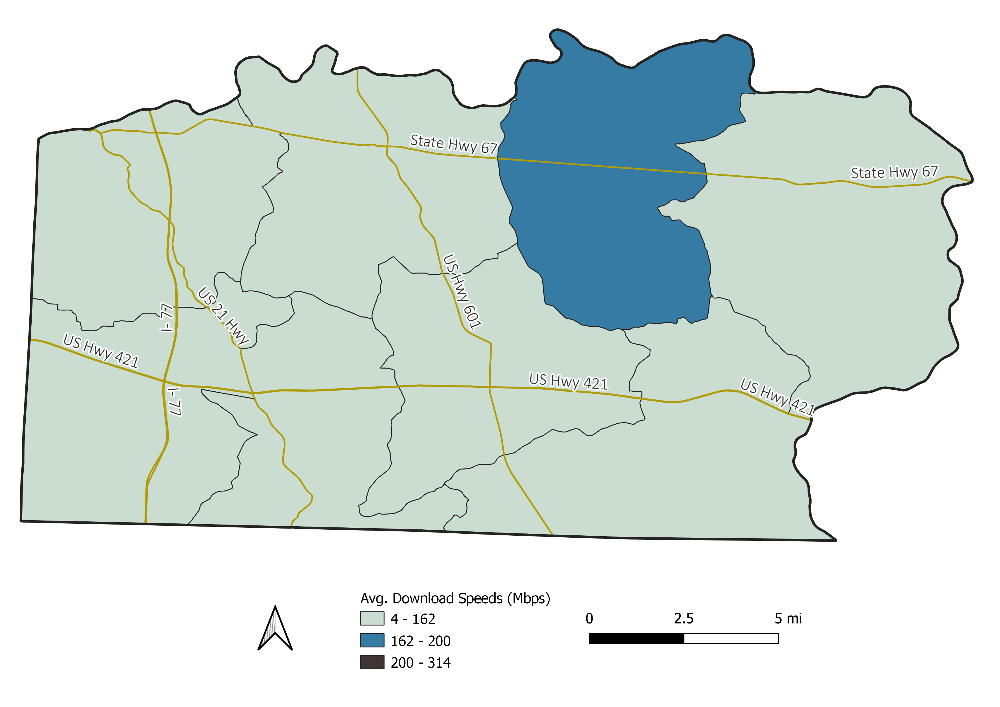 State Hwy 67
State Hwy 67
US Hwy 601
US 21 Hwy
I- 77
US Hwy 421
US Hwy 421
US Hwy 421
I- 77
Avg. Download Speeds (Mbps)
4 - 162
162 - 200
200 - 314
0 2.5 5 mi